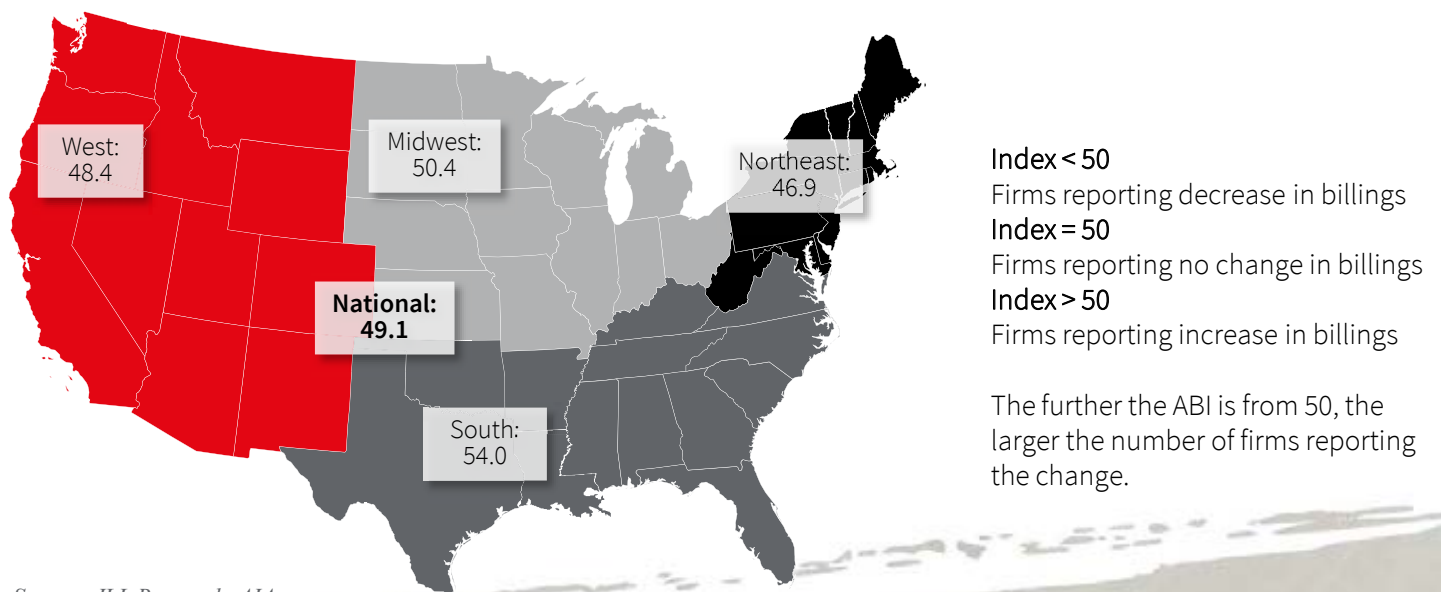 West:
48.4
Midwest:
50.4
Northeast:
46.9
National:
49.1
South:
54.0
Index < 50
Firms reporting decrease in billings
Index = 50
Firms reporting no change in billings
Index > 50
Firms reporting increase in billings
The further the ABI is from 50, the
larger the number of firms reporting
the change.